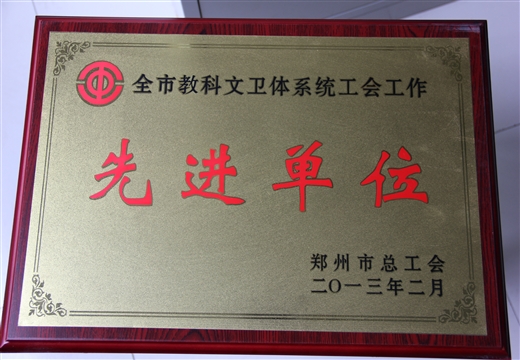 全市教科文卫体系统工会工作
先进单位
郑州市总工会
二〇一三年二月